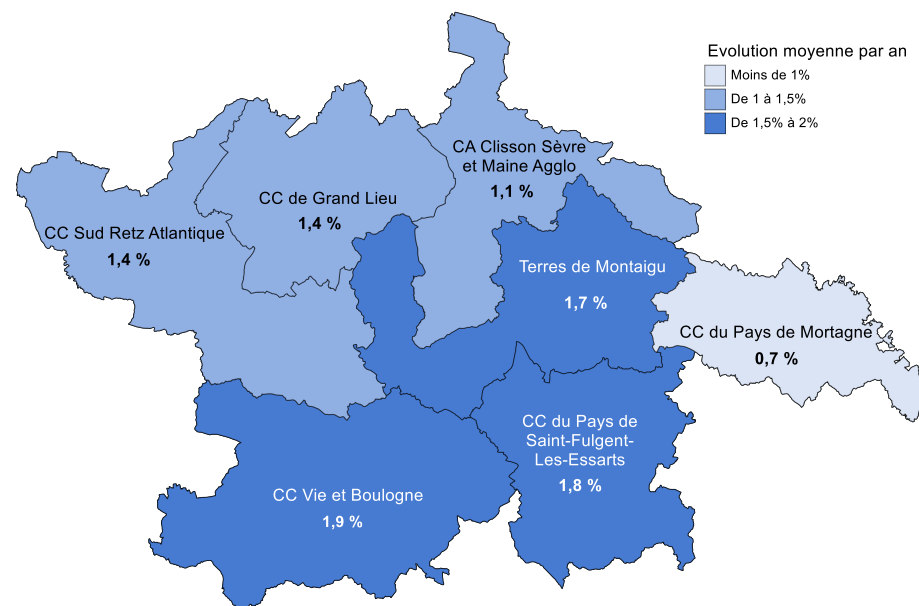 Evolution moyenne par an
Moins de 1%
De 1 à 1,5%
De 1,5% à 2%
CA Clisson Sèvre
et Maine Agglo
1,1 %
CC de Grand Lieu
1,4 %
CC Sud Retz Atlantique
1,4 %
Terres de Montaigu
1,7 %
CC du Pays de Mortagne
0,7 %
CC du Pays de
Saint-Fulgent-
Les-Essarts
1,8 %
CC Vie et Boulogne
1,9 %